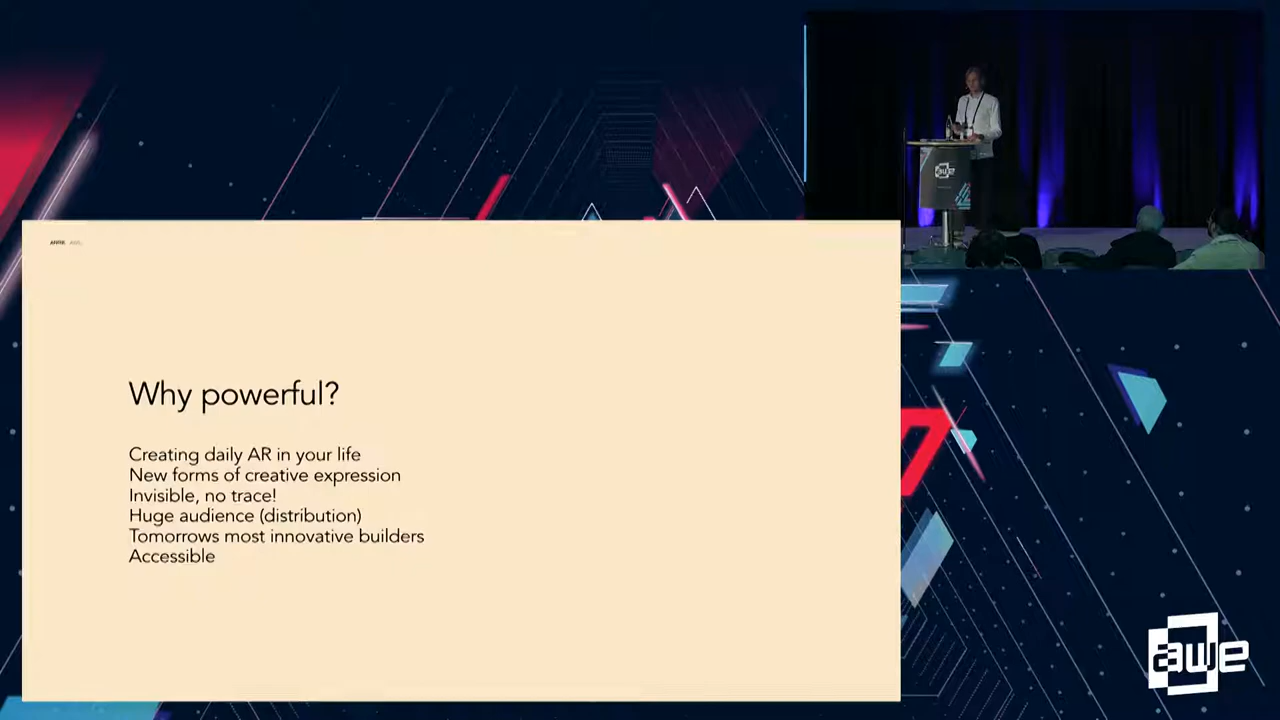 Why powerful?
Creating daily AR in your life
New forms of creative expression
Invisible, no trace!
Huge audience (distribution)
Tomorrows most innovative builders
Accessible
awe
awe